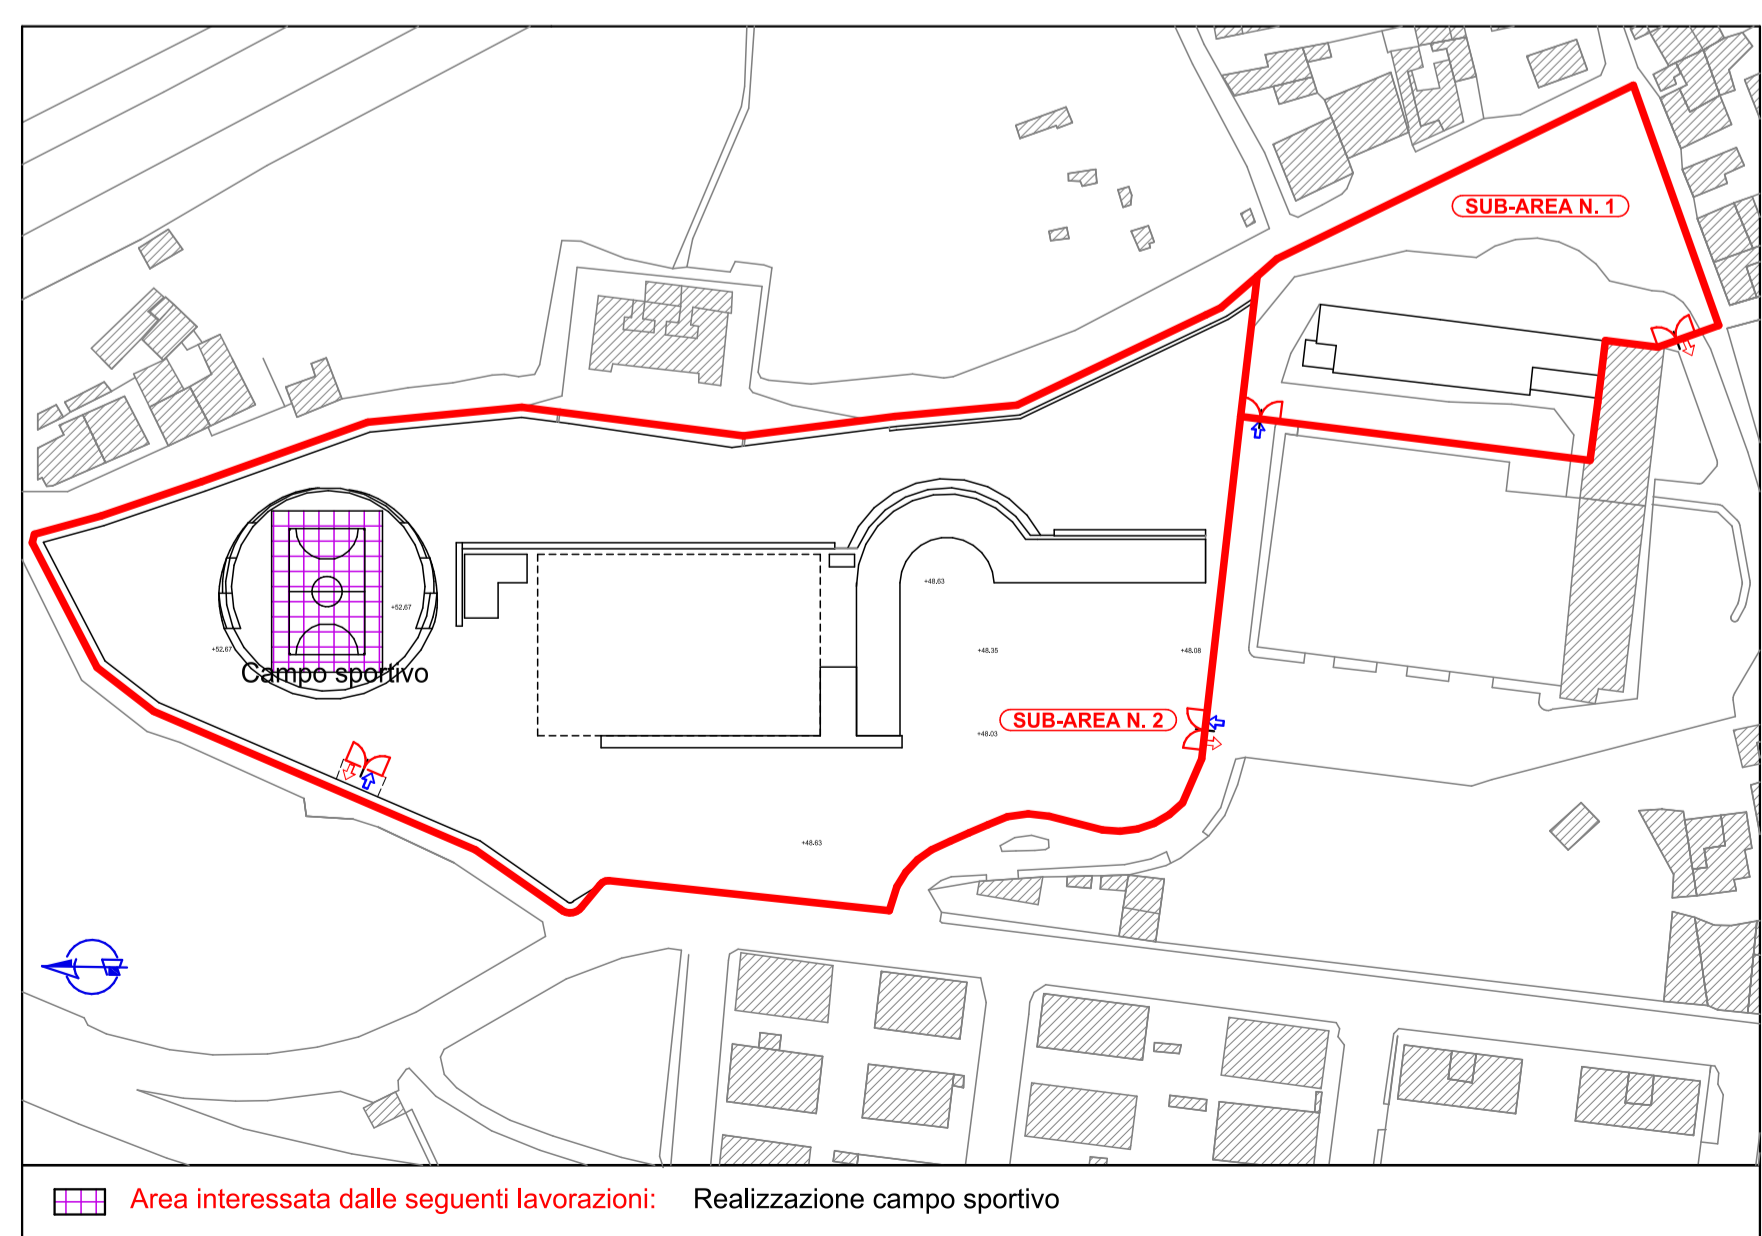 SUB-AREA N. 1
+48.63
+52.67
+52.67
+48.35
+48.08
Campo sportivo
SUB-AREA N. 2
+48.03
+48.63
Area interessata dalle seguenti lavorazioni: Realizzazione campo sportivo